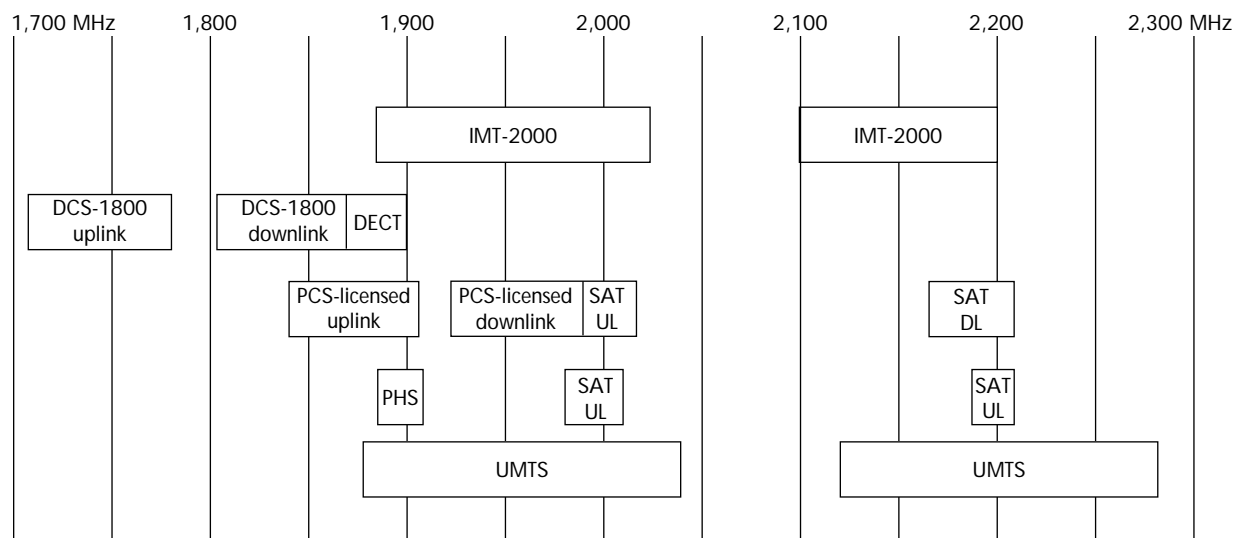 1,700 MHz 1,800 1,900 2,000 2,100 2,200 2,300 MHz
IMT-2000 IMT-2000
DCS-1800
uplink
DCS-1800
downlink
DECT
PCS-licensed
uplink
PCS-licensed
downlink
SAT
UL
SAT
DL
PHS
SAT
UL
SAT
UL
UMTS UMTS